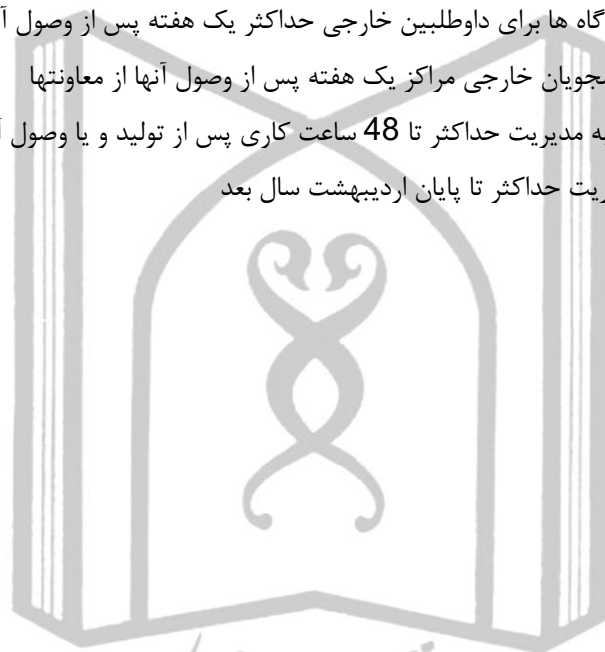 گاه ها برای داوطلبین خارجی حداکثر یک هفته پس از وصول
جویان خارجی مراکز یک هفته پس از وصول آنها از معاونتها
به مدیریت حداکثر تا 48 ساعت کاری پس از تولید و یا وصول
ریت حداکثر تا پایان اردیبهشت سال بعد